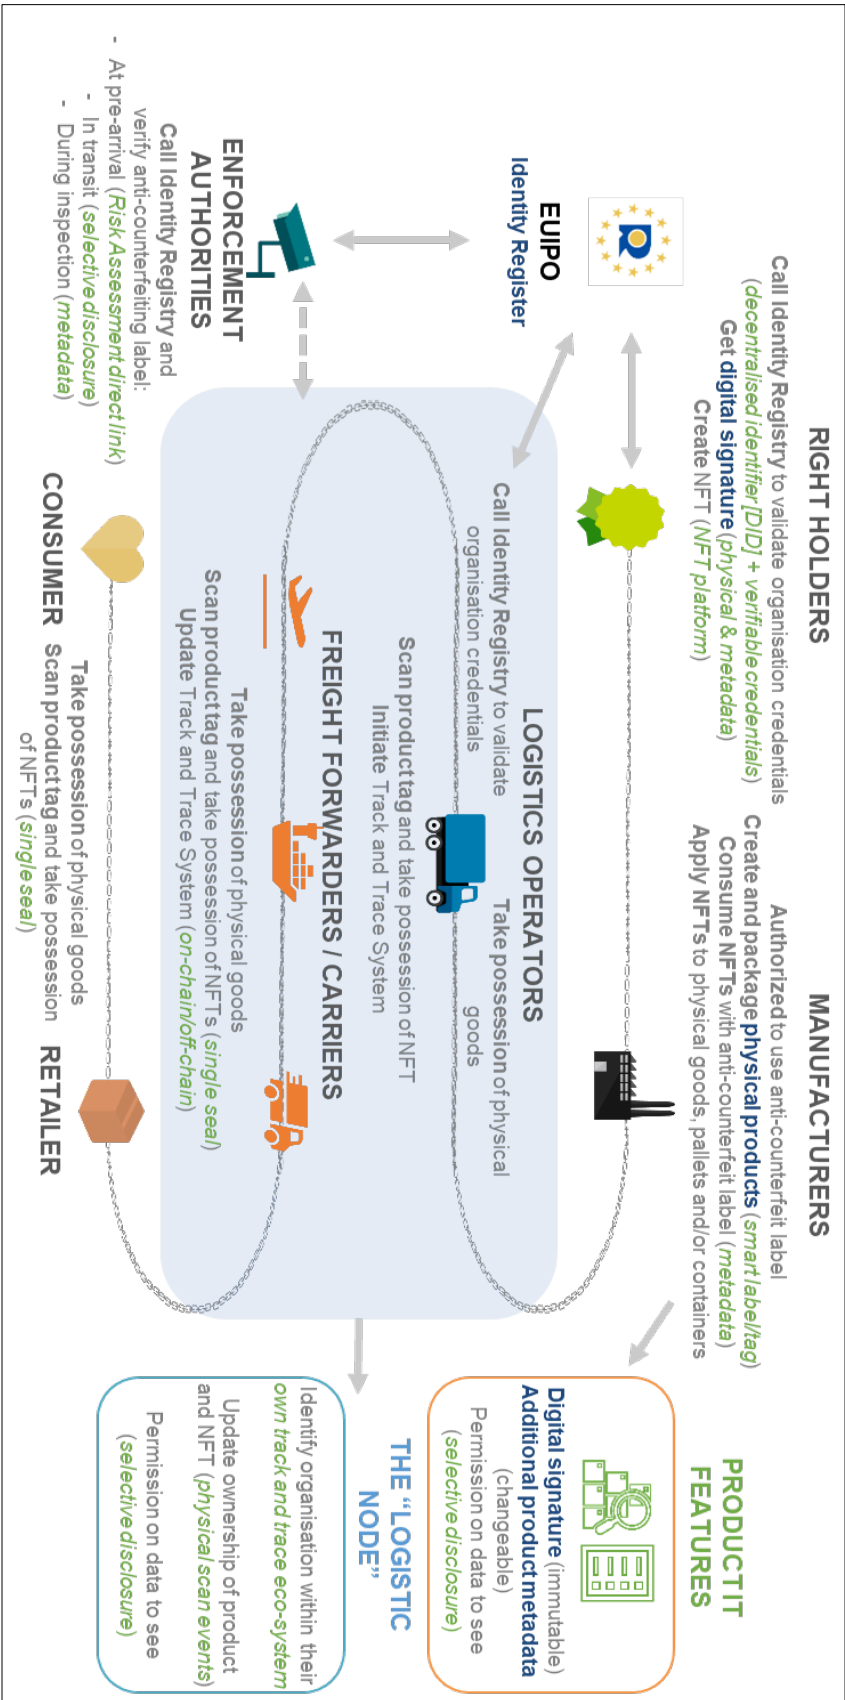 RIGHT HOLDERS
Call Identity Registry to validate organisation credentials
(decentralised identifier [DID] + verifiable credentials)
Get digital signature (physical & metadata)
Create NFT (NFT platform)
MANUFACTURERS
Authorized to use anti-counterfeit label
Create and package physical products (smart label/tag)
Consume NFTs with anti-counterfeit label (metadata)
Apply NFTs to physical goods, pallets and/or containers
PRODUCT IT
FEATURES
Digital signature (immutable)
Additional product metadata
(changeable)
Permission on data to see
(selective disclosure)
EUIPO
Identity Register
LOGISTICS OPERATORS
Call Identity Registry to validate
organisation credentials
Take possession of physical
goods
Scan product tag and take possession of NFT
Initiate Track and Trace System
THE “LOGISTIC
NODE”
Identify organisation within their
own track and trace eco-system
Update ownership of product
and NFT (physical scan events)
Permission on data to see
(selective disclosure)
ENFORCEMENT
AUTHORITIES
Call Identity Registry and
verify anti-counterfeiting label:
- At pre-arrival (Risk Assessment direct link)
- In transit (selective disclosure)
- During inspection (metadata)
FREIGHT FORWARDERS / CARRIERS
Take possession of physical goods
Scan product tag and take possession of NFTs (single seal)
Update Track and Trace System (on-chain/off-chain)
CONSUMER
Take possession of physical goods
Scan product tag and take possession
of NFTs (single seal)
RETAILER